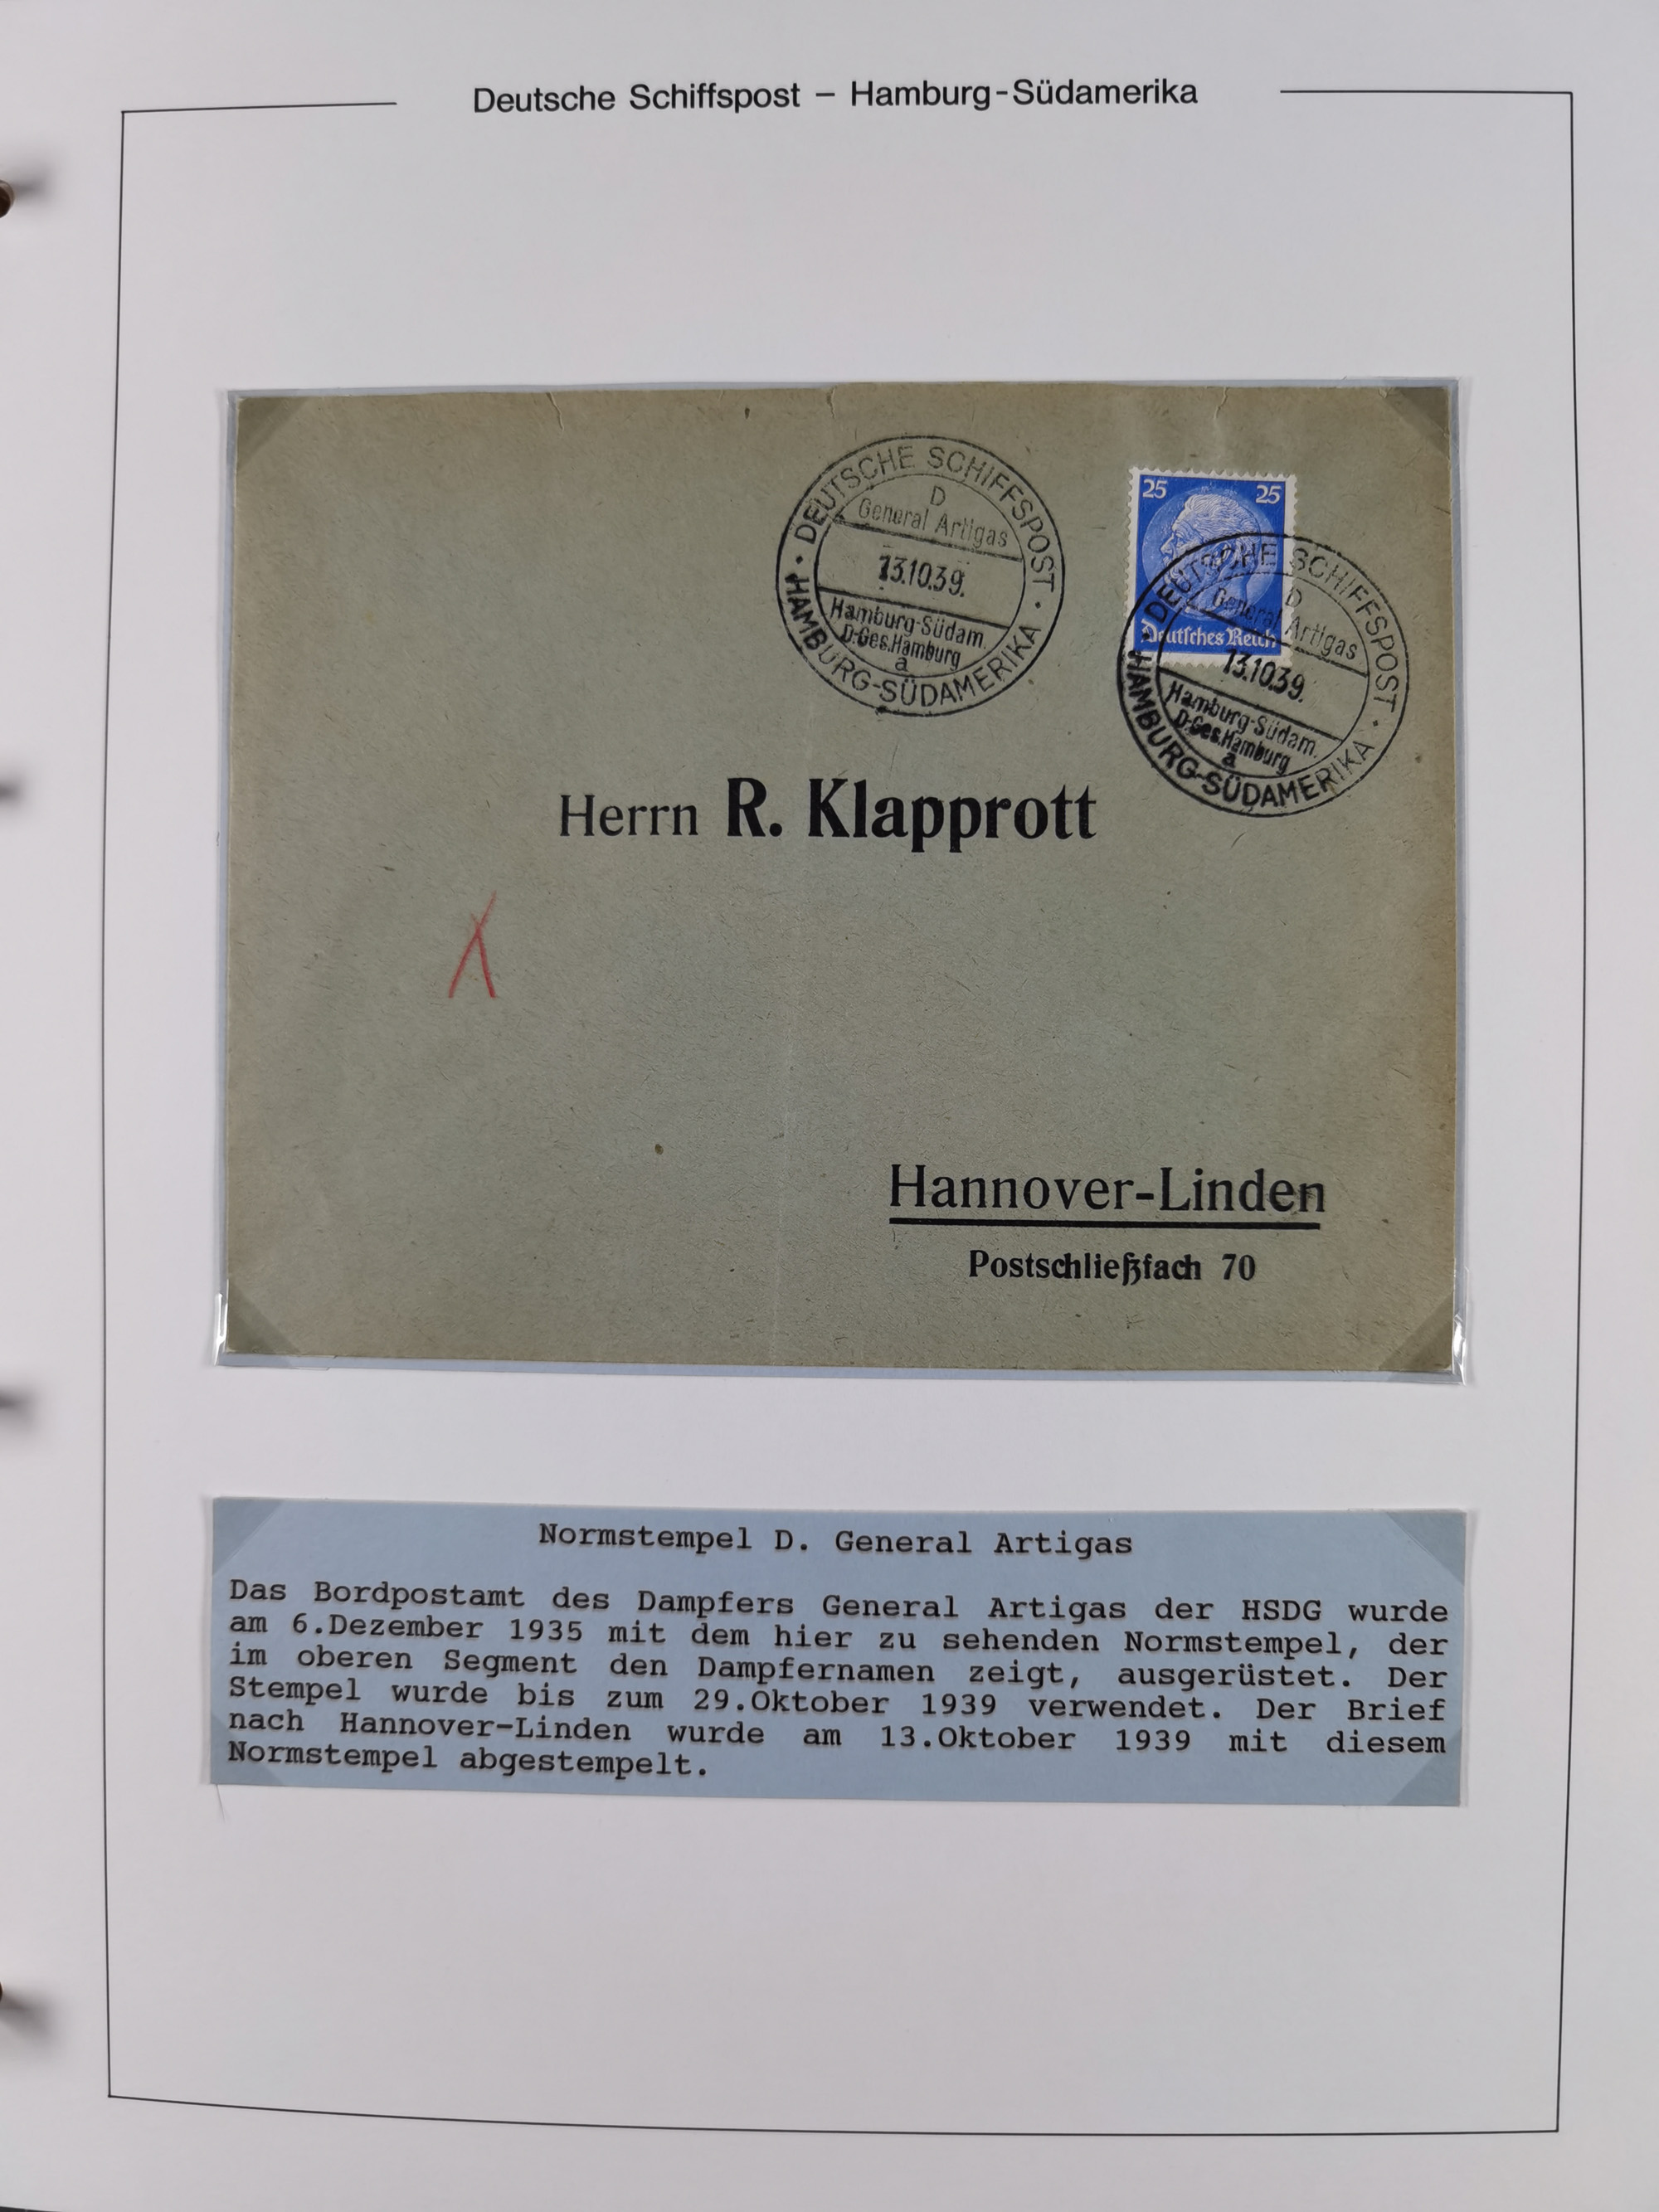 Deutsche Schiffspost – Hamburg-Südamerika
DEUTSCHE SCHIFFSPOST
D
General Artigas
13.10.39.
Hamburg-Südam.
D-Ges.Hamburg
a
HAMBURG-SÜDAMERIKA
25 25
Deutsches Reich
DEUTSCHE SCHIFFSPOST
D
General Artigas
13.10.39.
Hamburg-Südam.
D-Ges.Hamburg
a
HAMBURG-SÜDAMERIKA
Herrn R. Klapprott
Hannover-Linden
Postschließfach 70
Normstempel D. General Artigas
Das Bordpostamt des Dampfers General Artigas der HSDG wurde
am 6.Dezember 1935 mit dem hier zu sehenden Normstempel, der
im oberen Segment den Dampfernamen zeigt, ausgerüstet. Der
Stempel wurde bis zum 29.Oktober 1939 verwendet. Der Brief
nach Hannover-Linden wurde am 13.Oktober 1939 mit diesem
Normstempel abgestempelt.